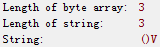 Length of byte array:  3
Length of string:      3
String:              ()V